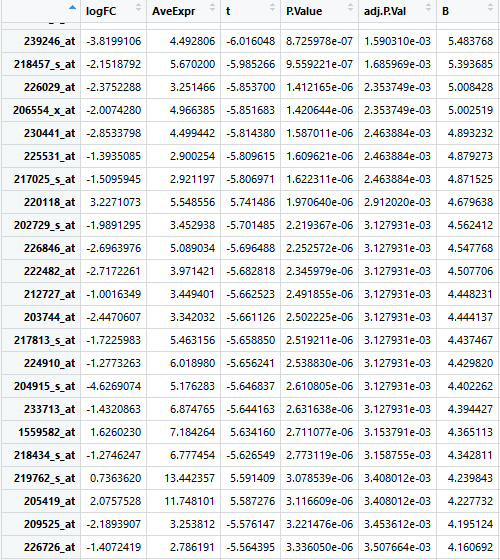 logFC AveExpr t P.Value adj.P.Val B
239246_at -3.8199106 4.492806 -6.016048 8.725978e-07 1.590310e-03 5.483768
218457_s_at -2.1518792 5.670200 -5.985266 9.559221e-07 1.685969e-03 5.393685
226029_at -2.3752288 3.251466 -5.853700 1.412165e-06 2.353749e-03 5.008428
206554_x_at -2.0074280 4.966385 -5.851683 1.420644e-06 2.353749e-03 5.002519
230441_at -2.8533798 4.499442 -5.814380 1.587011e-06 2.463884e-03 4.893232
225531_at -1.3935085 2.900254 -5.809615 1.609621e-06 2.463884e-03 4.879273
217025_s_at -1.5095945 2.921197 -5.806971 1.622311e-06 2.463884e-03 4.871525
220118_at 3.2271073 5.548556 5.741486 1.970640e-06 2.912020e-03 4.679638
202729_s_at -1.9891295 3.452938 -5.701485 2.219367e-06 3.127931e-03 4.562412
226846_at -2.6963976 5.089034 -5.696488 2.252572e-06 3.127931e-03 4.547768
222482_at -2.7172261 3.971421 -5.682818 2.345979e-06 3.127931e-03 4.507706
212727_at -1.0016349 3.449401 -5.662523 2.491855e-06 3.127931e-03 4.448231
203744_at -2.4470607 3.342032 -5.661126 2.502225e-06 3.127931e-03 4.444137
217813_s_at -1.7225983 5.463156 -5.658850 2.519211e-06 3.127931e-03 4.437467
224910_at -1.2773263 6.018980 -5.656241 2.538830e-06 3.127931e-03 4.429820
204915_s_at -4.6269074 5.176283 -5.646837 2.610805e-06 3.127931e-03 4.402262
233713_at -1.4320863 6.874765 -5.644163 2.631638e-06 3.127931e-03 4.394427
1559582_at 1.6260230 7.184264 5.634160 2.711077e-06 3.153791e-03 4.365113
218434_s_at -1.2746247 6.777454 -5.626549 2.773119e-06 3.158755e-03 4.342811
219762_s_at 0.7363620 13.442357 5.591409 3.078539e-06 3.408012e-03 4.239843
205419_at 2.0757528 11.748101 5.587276 3.116609e-06 3.408012e-03 4.227732
209525_at -2.1893907 3.253812 -5.576147 3.221476e-06 3.453612e-03 4.195124
226726_at -1.4072419 2.786191 -5.564395 3.336050e-06 3.507664e-03 4.160692